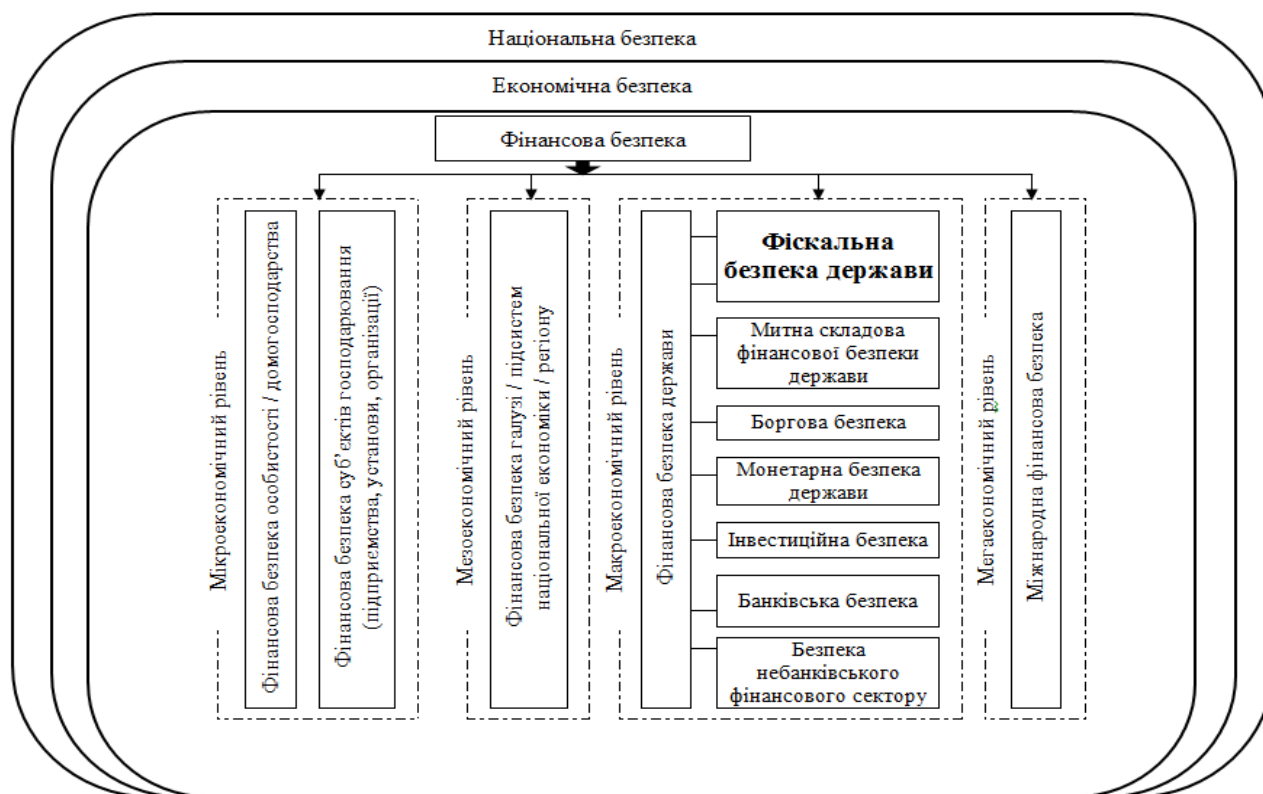 Національна безпека
Економічна безпека
Фінансова безпека
Мікроекономічний рівень
Фінансова безпека особистості / домогосподарства
Фінансова безпека суб’єктів господарювання
(підприємства, установи, організації)
Мезоекономічний рівень
Фінансова безпека галузі / підсистем
національної економіки / регіону
Макроекономічний рівень
Фінансова безпека держави
Фіскальна
безпека держави
Митна складова
фінансової безпеки
держави
Боргова безпека
Монетарна безпека
держави
Інвестиційна безпека
Банківська безпека
Безпека
небанківського
фінансового сектору
Мегаекономічний рівень
Міжнародна фінансова безпека